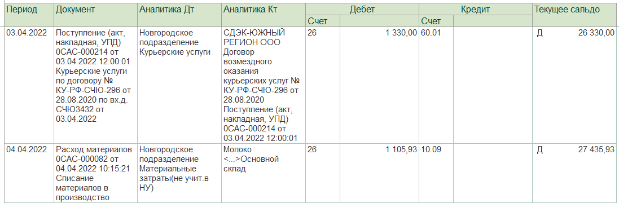 Период Документ Аналитика Дт Аналитика Кт Дебет Кредит Текущее сальдо
Счет Счет
03.04.2022 Поступление (акт, Новгородское СДЭК-ЮЖНЫЙ 26 1 330,00 60.01 Д 26 330,00
накладная, УПД) подразделение РЕГИОН ООО
0САС-000214 от Курьерские услуги Договор
03.04.2022 12:00:01 возмездного
Курьерские услуги оказания
по договору № курьерских услуг №
КУ-РФ-СЧЮ-296 от КУ-РФ-СЧЮ-296 от
28.08.2020 по вх.д. 28.08.2020
СЧЮ3432 от Поступление (акт,
03.04.2022 накладная, УПД)
0САС-000214 от
03.04.2022 12:00:01
04.04.2022 Расход материалов Новгородское Молоко 26 1 105,93 10.09 Д 27 435,93
0САС-000082 от подразделение <...>Основной
04.04.2022 10:15:21 Материальные склад
Списание затраты(не учит.в
материалов в НУ)
производство